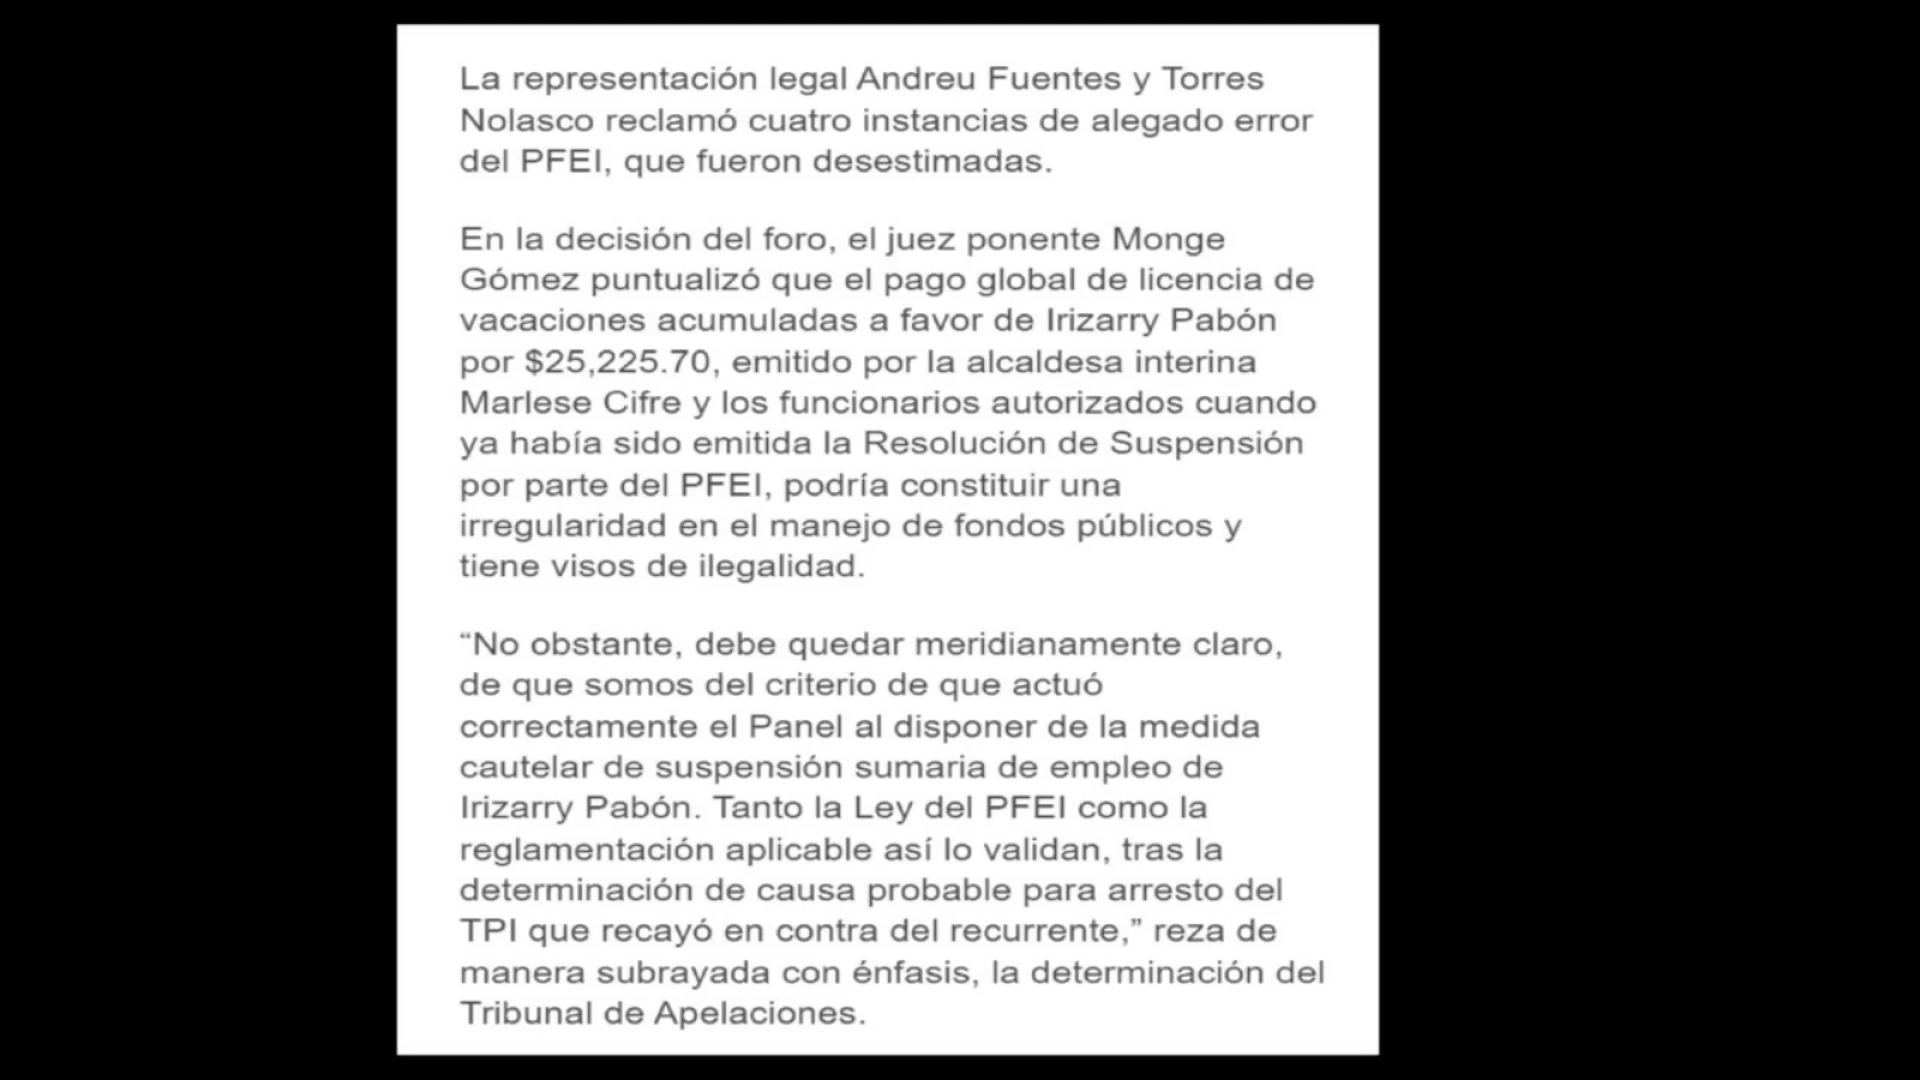 La representación legal Andreu Fuentes y Torres
Nolasco reclamó cuatro instancias de alegado error
del PFEI, que fueron desestimadas.
En la decisión del foro, el juez ponente Monge
Gómez puntualizó que el pago global de licencia de
vacaciones acumuladas a favor de Irizarry Pabón
por $25,225.70, emitido por la alcaldesa interina
Marlese Cifre y los funcionarios autorizados cuando
ya había sido emitida la Resolución de Suspensión
por parte del PFEI, podría constituir una
irregularidad en el manejo de fondos públicos y
tiene visos de ilegalidad.
“No obstante, debe quedar meridianamente claro,
de que somos del criterio de que actuó
correctamente el Panel al disponer de la medida
cautelar de suspensión sumaria de empleo de
Irizarry Pabón. Tanto la Ley del PFEI como la
reglamentación aplicable así lo validan, tras la
determinación de causa probable para arresto del
TPI que recayó en contra del recurrente,” reza de
manera subrayada con énfasis, la determinación del
Tribunal de Apelaciones.